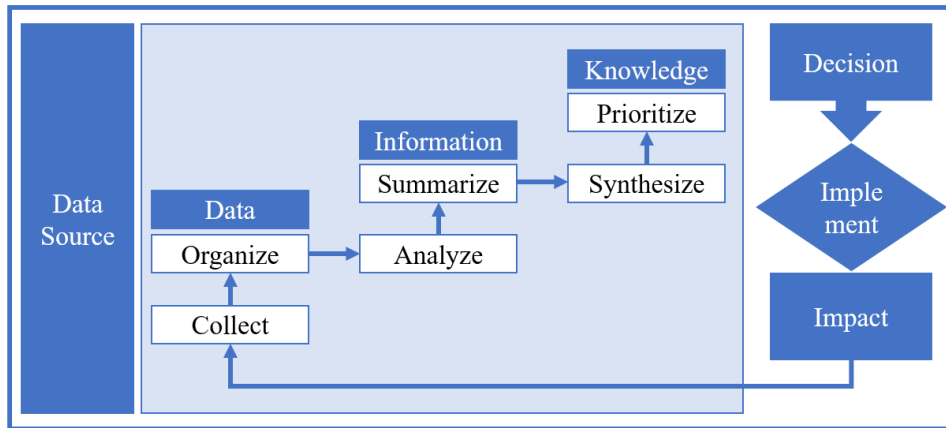 Data
Source
Data
Organize
Collect
Information
Summarize
Analyze
Knowledge
Prioritize
Synthesize
Decision
Imple
ment
Impact